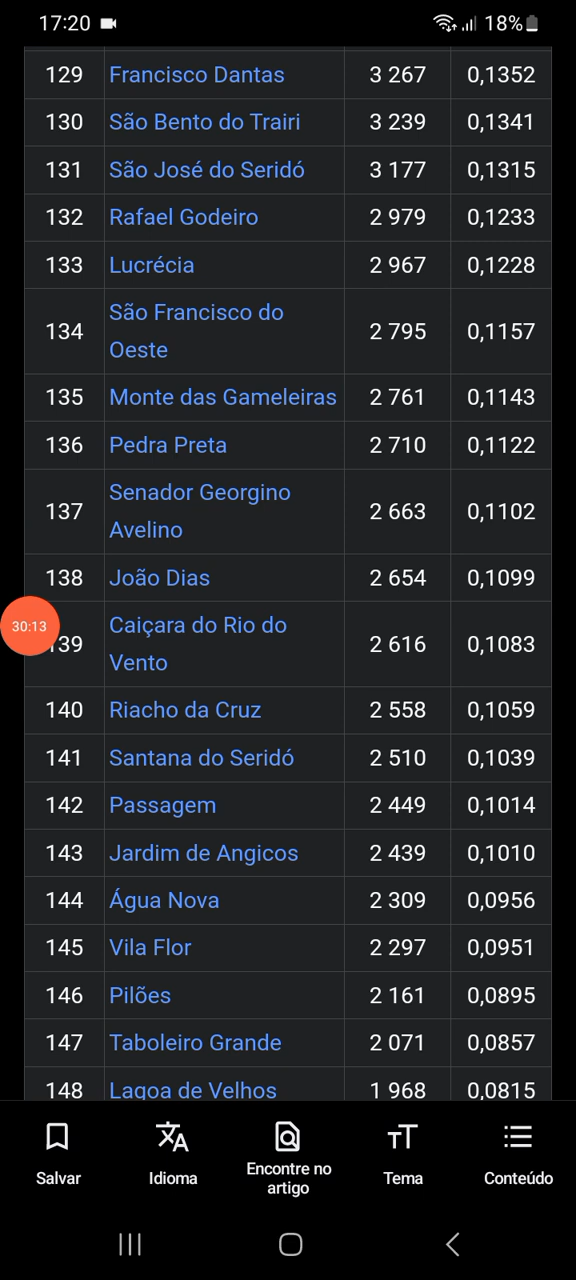 17:20 18%
129 Francisco Dantas 3 267 0,1352
130 São Bento do Trairi 3 239 0,1341
131 São José do Seridó 3 177 0,1315
132 Rafael Godeiro 2 979 0,1233
133 Lucrécia 2 967 0,1228
134 São Francisco do
Oeste 2 795 0,1157
135 Monte das Gameleiras 2 761 0,1143
136 Pedra Preta 2 710 0,1122
137 Senador Georgino
Avelino 2 663 0,1102
138 João Dias 2 654 0,1099
30:13
139 Caiçara do Rio do
Vento 2 616 0,1083
140 Riacho da Cruz 2 558 0,1059
141 Santana do Seridó 2 510 0,1039
142 Passagem 2 449 0,1014
143 Jardim de Angicos 2 439 0,1010
144 Água Nova 2 309 0,0956
145 Vila Flor 2 297 0,0951
146 Pilões 2 161 0,0895
147 Taboleiro Grande 2 071 0,0857
148 Lagoa de Velhos 1 968 0,0815
Salvar Idioma Encontre no
artigo Tema Conteúdo